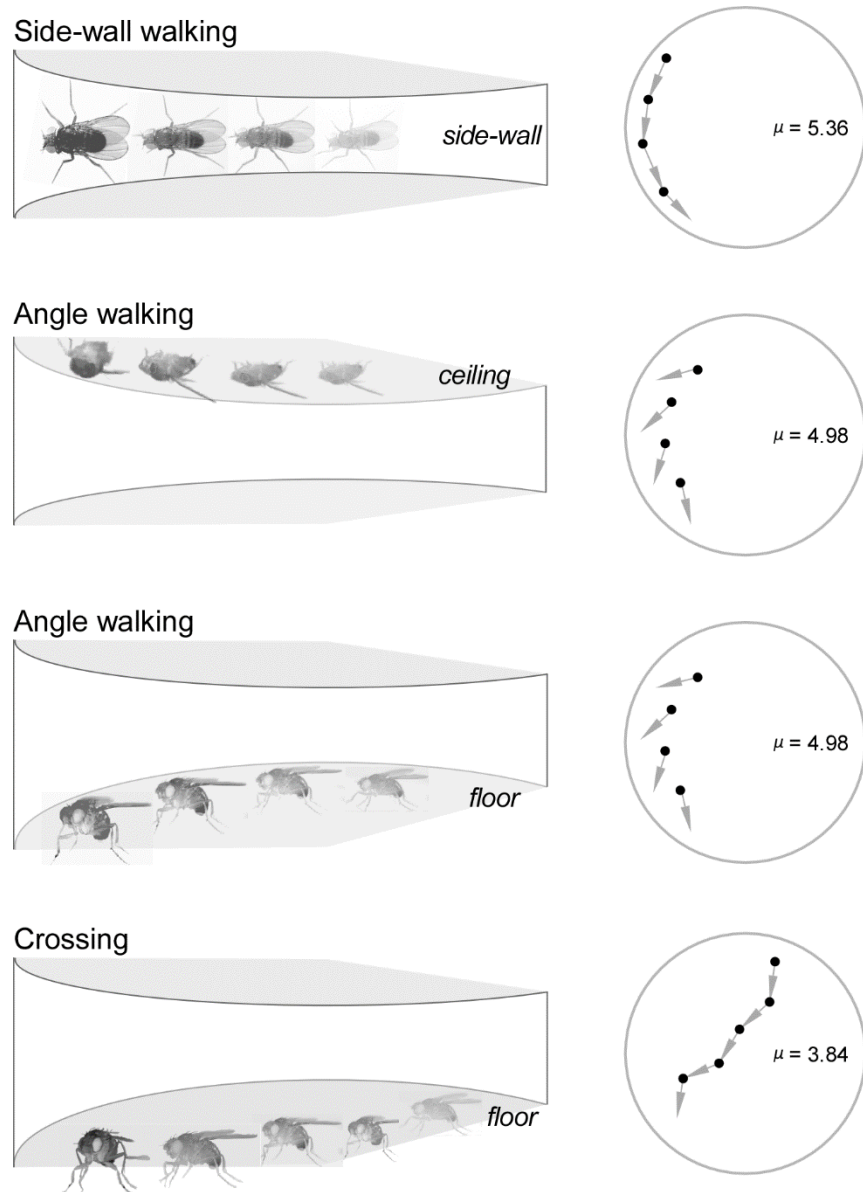 Side-wall walking
side-wall
μ = 5.36
Angle walking
ceiling
μ = 4.98
Angle walking
floor
μ = 4.98
Crossing
floor
μ = 3.84